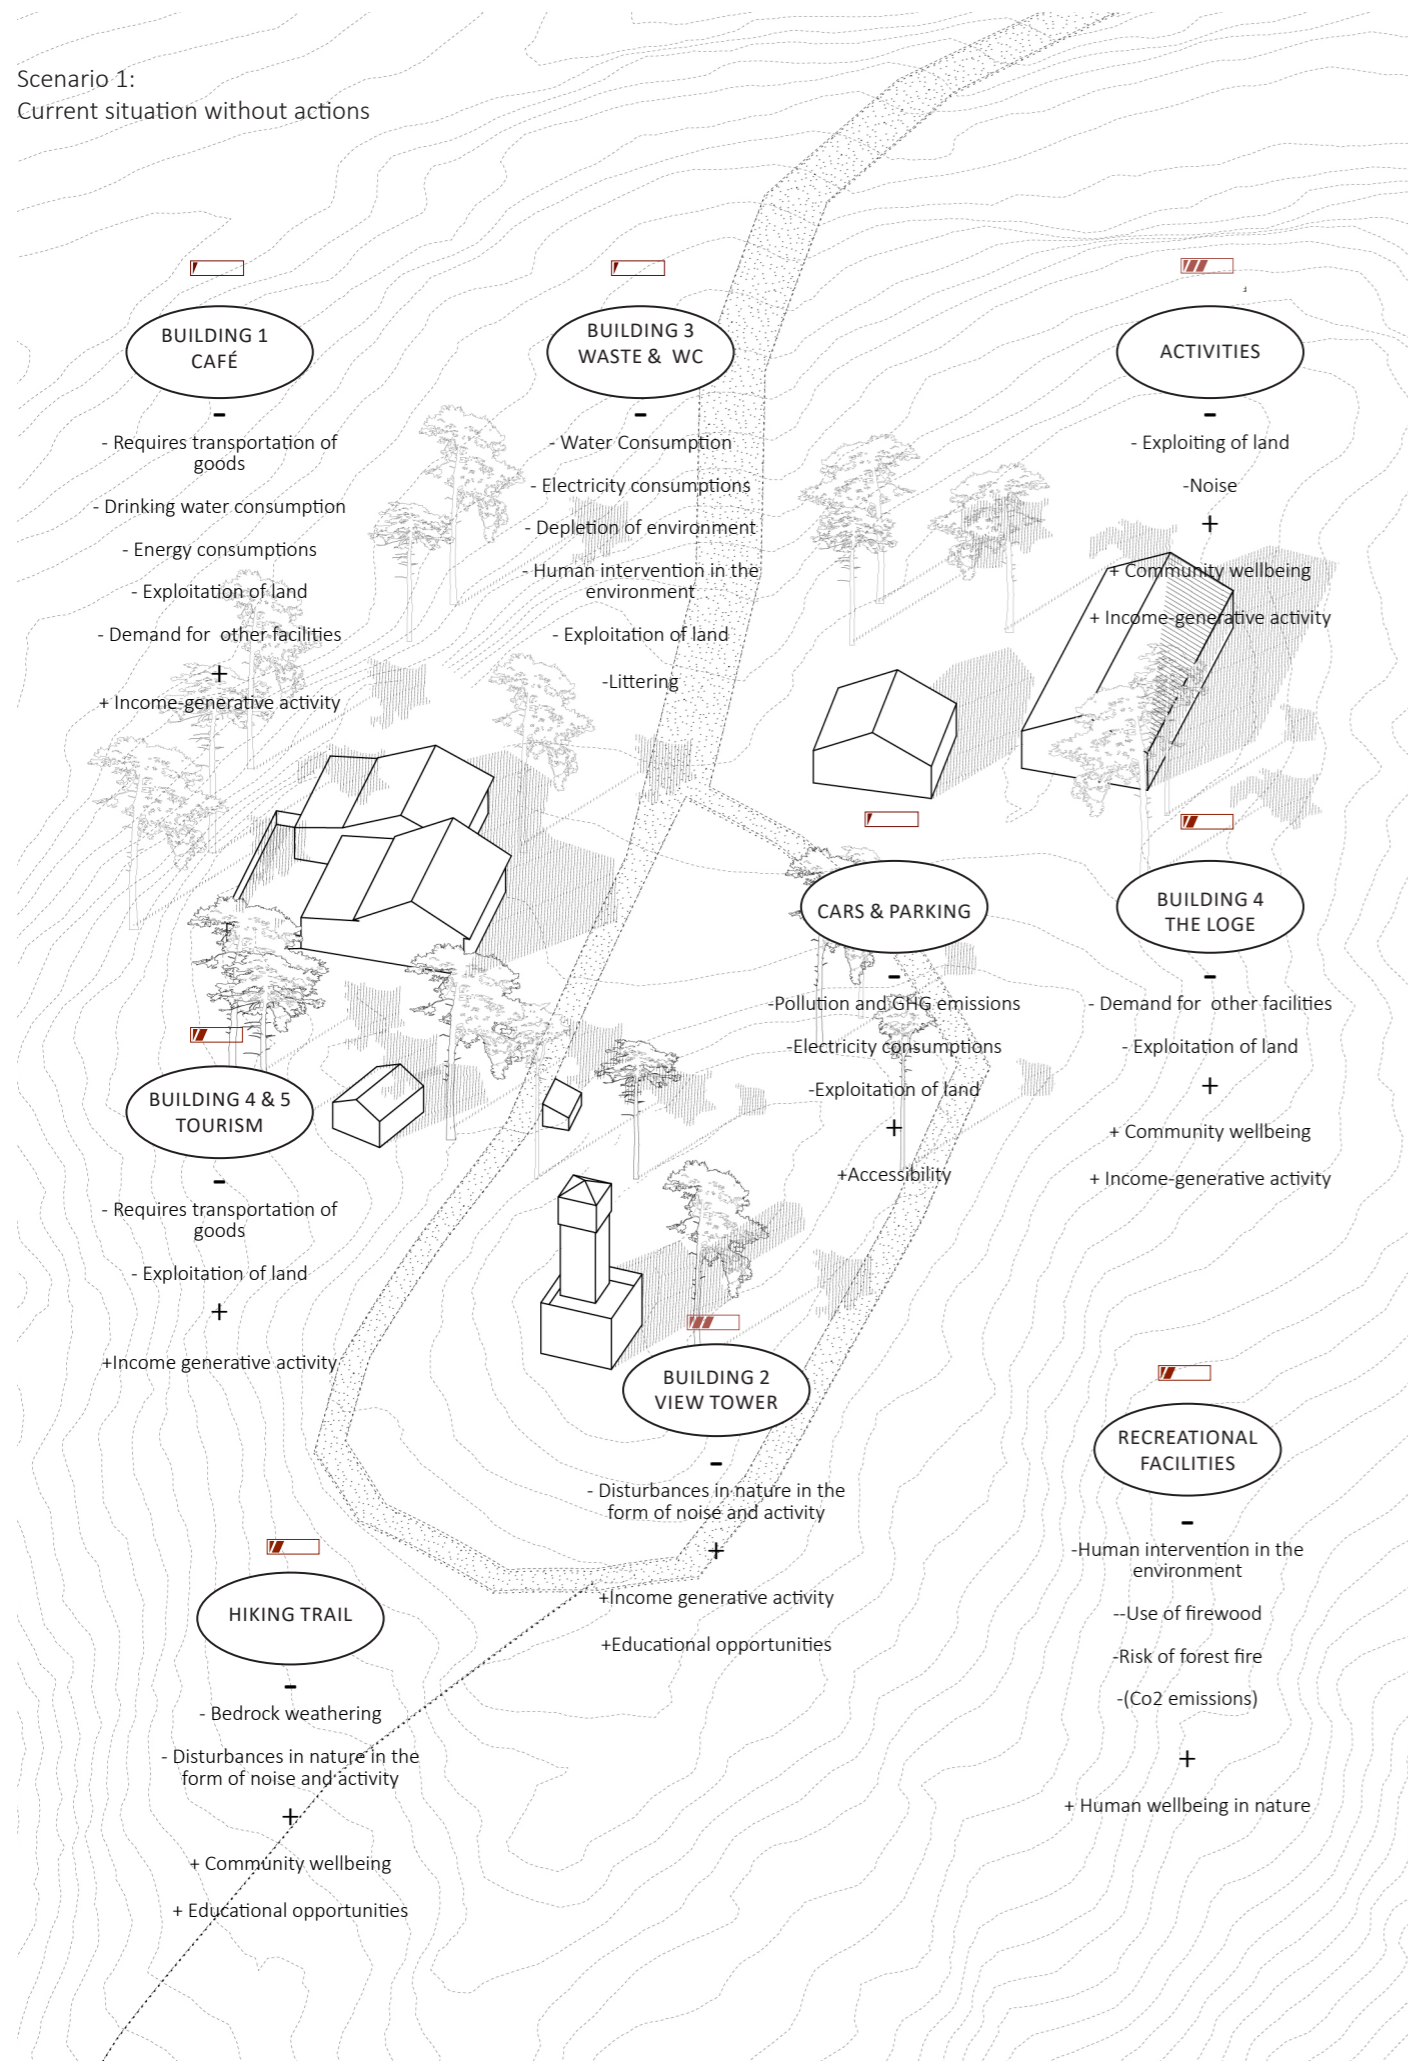 Scenario 1:
Current situation without actions
BUILDING 1
CAFÉ
-
- Requires transportation of
goods
- Drinking water consumption
- Energy consumptions
- Exploitation of land
- Demand for other facilities
+
+ Income-generative activity
BUILDING 3
WASTE & WC
-
- Water Consumption
- Electricity consumptions
- Depletion of environment
- Human intervention in the
environment
- Exploitation of land
-Littering
ACTIVITIES
-
- Exploiting of land
-Noise
+
+ Community wellbeing
+ Income-generative activity
CARS & PARKING
-
-Pollution and GHG emissions
-Electricity consumptions
-Exploitation of land
+
+Accessibility
BUILDING 4
THE LOGE
-
- Demand for other facilities
- Exploitation of land
+
+ Community wellbeing
+ Income-generative activity
BUILDING 4 & 5
TOURISM
-
- Requires transportation of
goods
- Exploitation of land
+
+Income generative activity
BUILDING 2
VIEW TOWER
-
- Disturbances in nature in the
form of noise and activity
+
+Income generative activity
+Educational opportunities
RECREATIONAL
FACILITIES
-
-Human intervention in the
environment
--Use of firewood
-Risk of forest fire
-(Co2 emissions)
+
+ Human wellbeing in nature
HIKING TRAIL
-
- Bedrock weathering
- Disturbances in nature in the
form of noise and activity
+
+ Community wellbeing
+ Educational opportunities